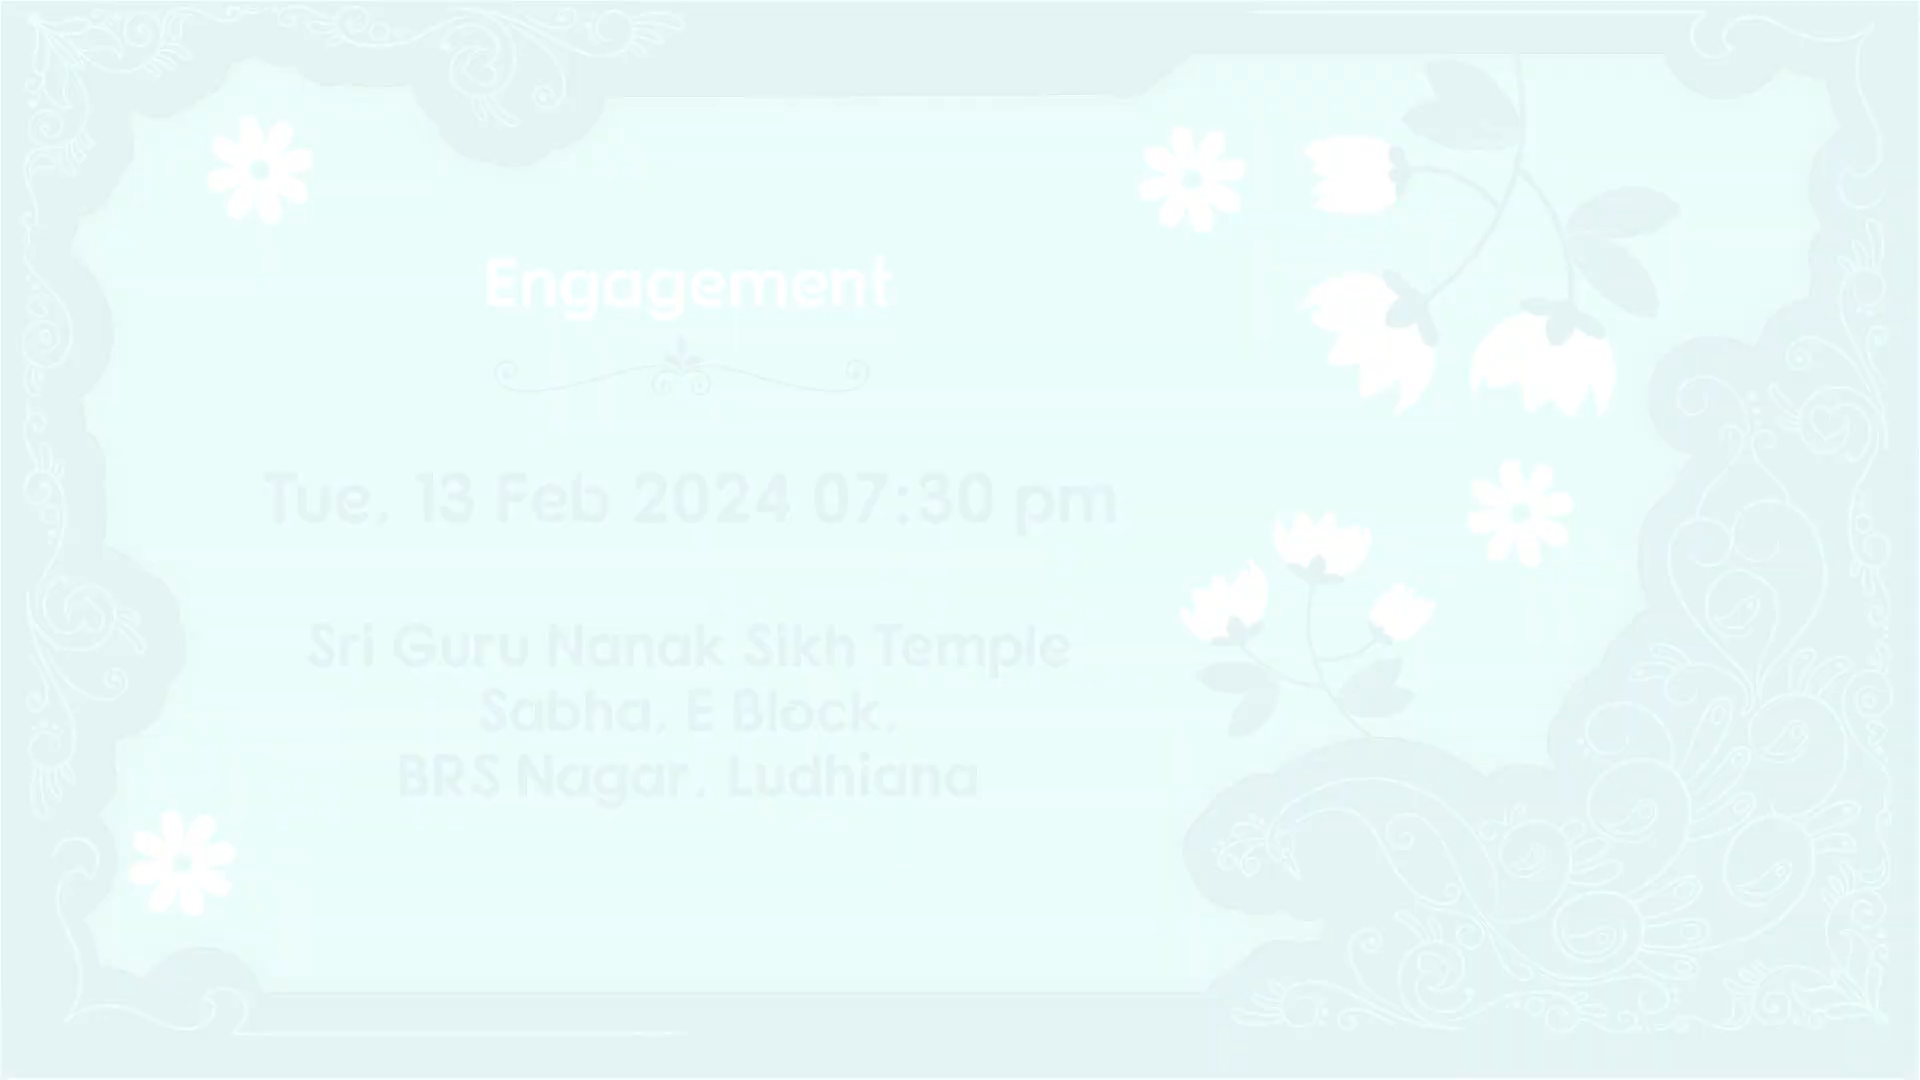 Engagement
Tue, 13 Feb 2024 07:30 pm
Sri Guru Nanak Sikh Temple
Sabha, E Block,
BRS Nagar, Ludhiana